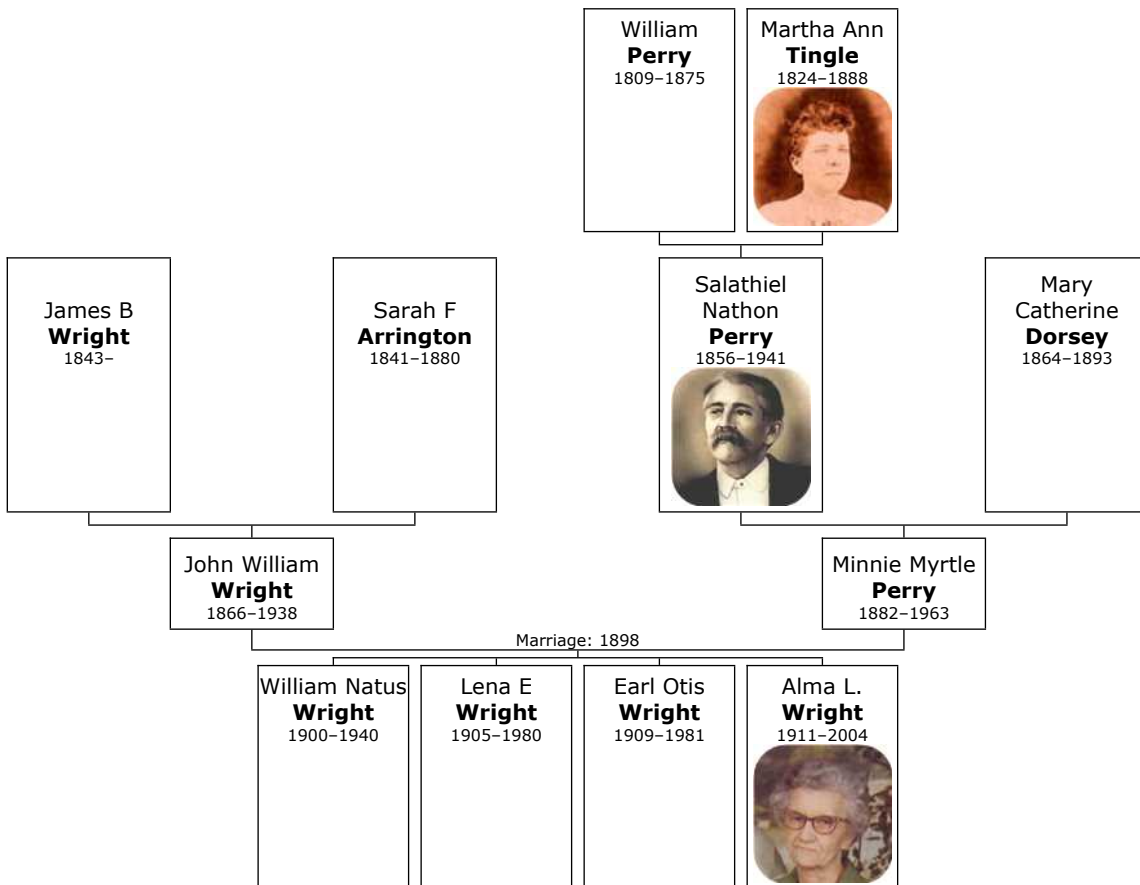 William
Perry
1809–1875
Martha Ann
Tingle
1824–1888
James B
Wright
1843–
Sarah F
Arrington
1841–1880
Salathiel
Nathon
Perry
1856–1941
Mary
Catherine
Dorsey
1864–1893
John William
Wright
1866–1938
Minnie Myrtle
Perry
1882–1963
Marriage: 1898
William Natus
Wright
1900–1940
Lena E
Wright
1905–1980
Earl Otis
Wright
1909–1981
Alma L.
Wright
1911–2004